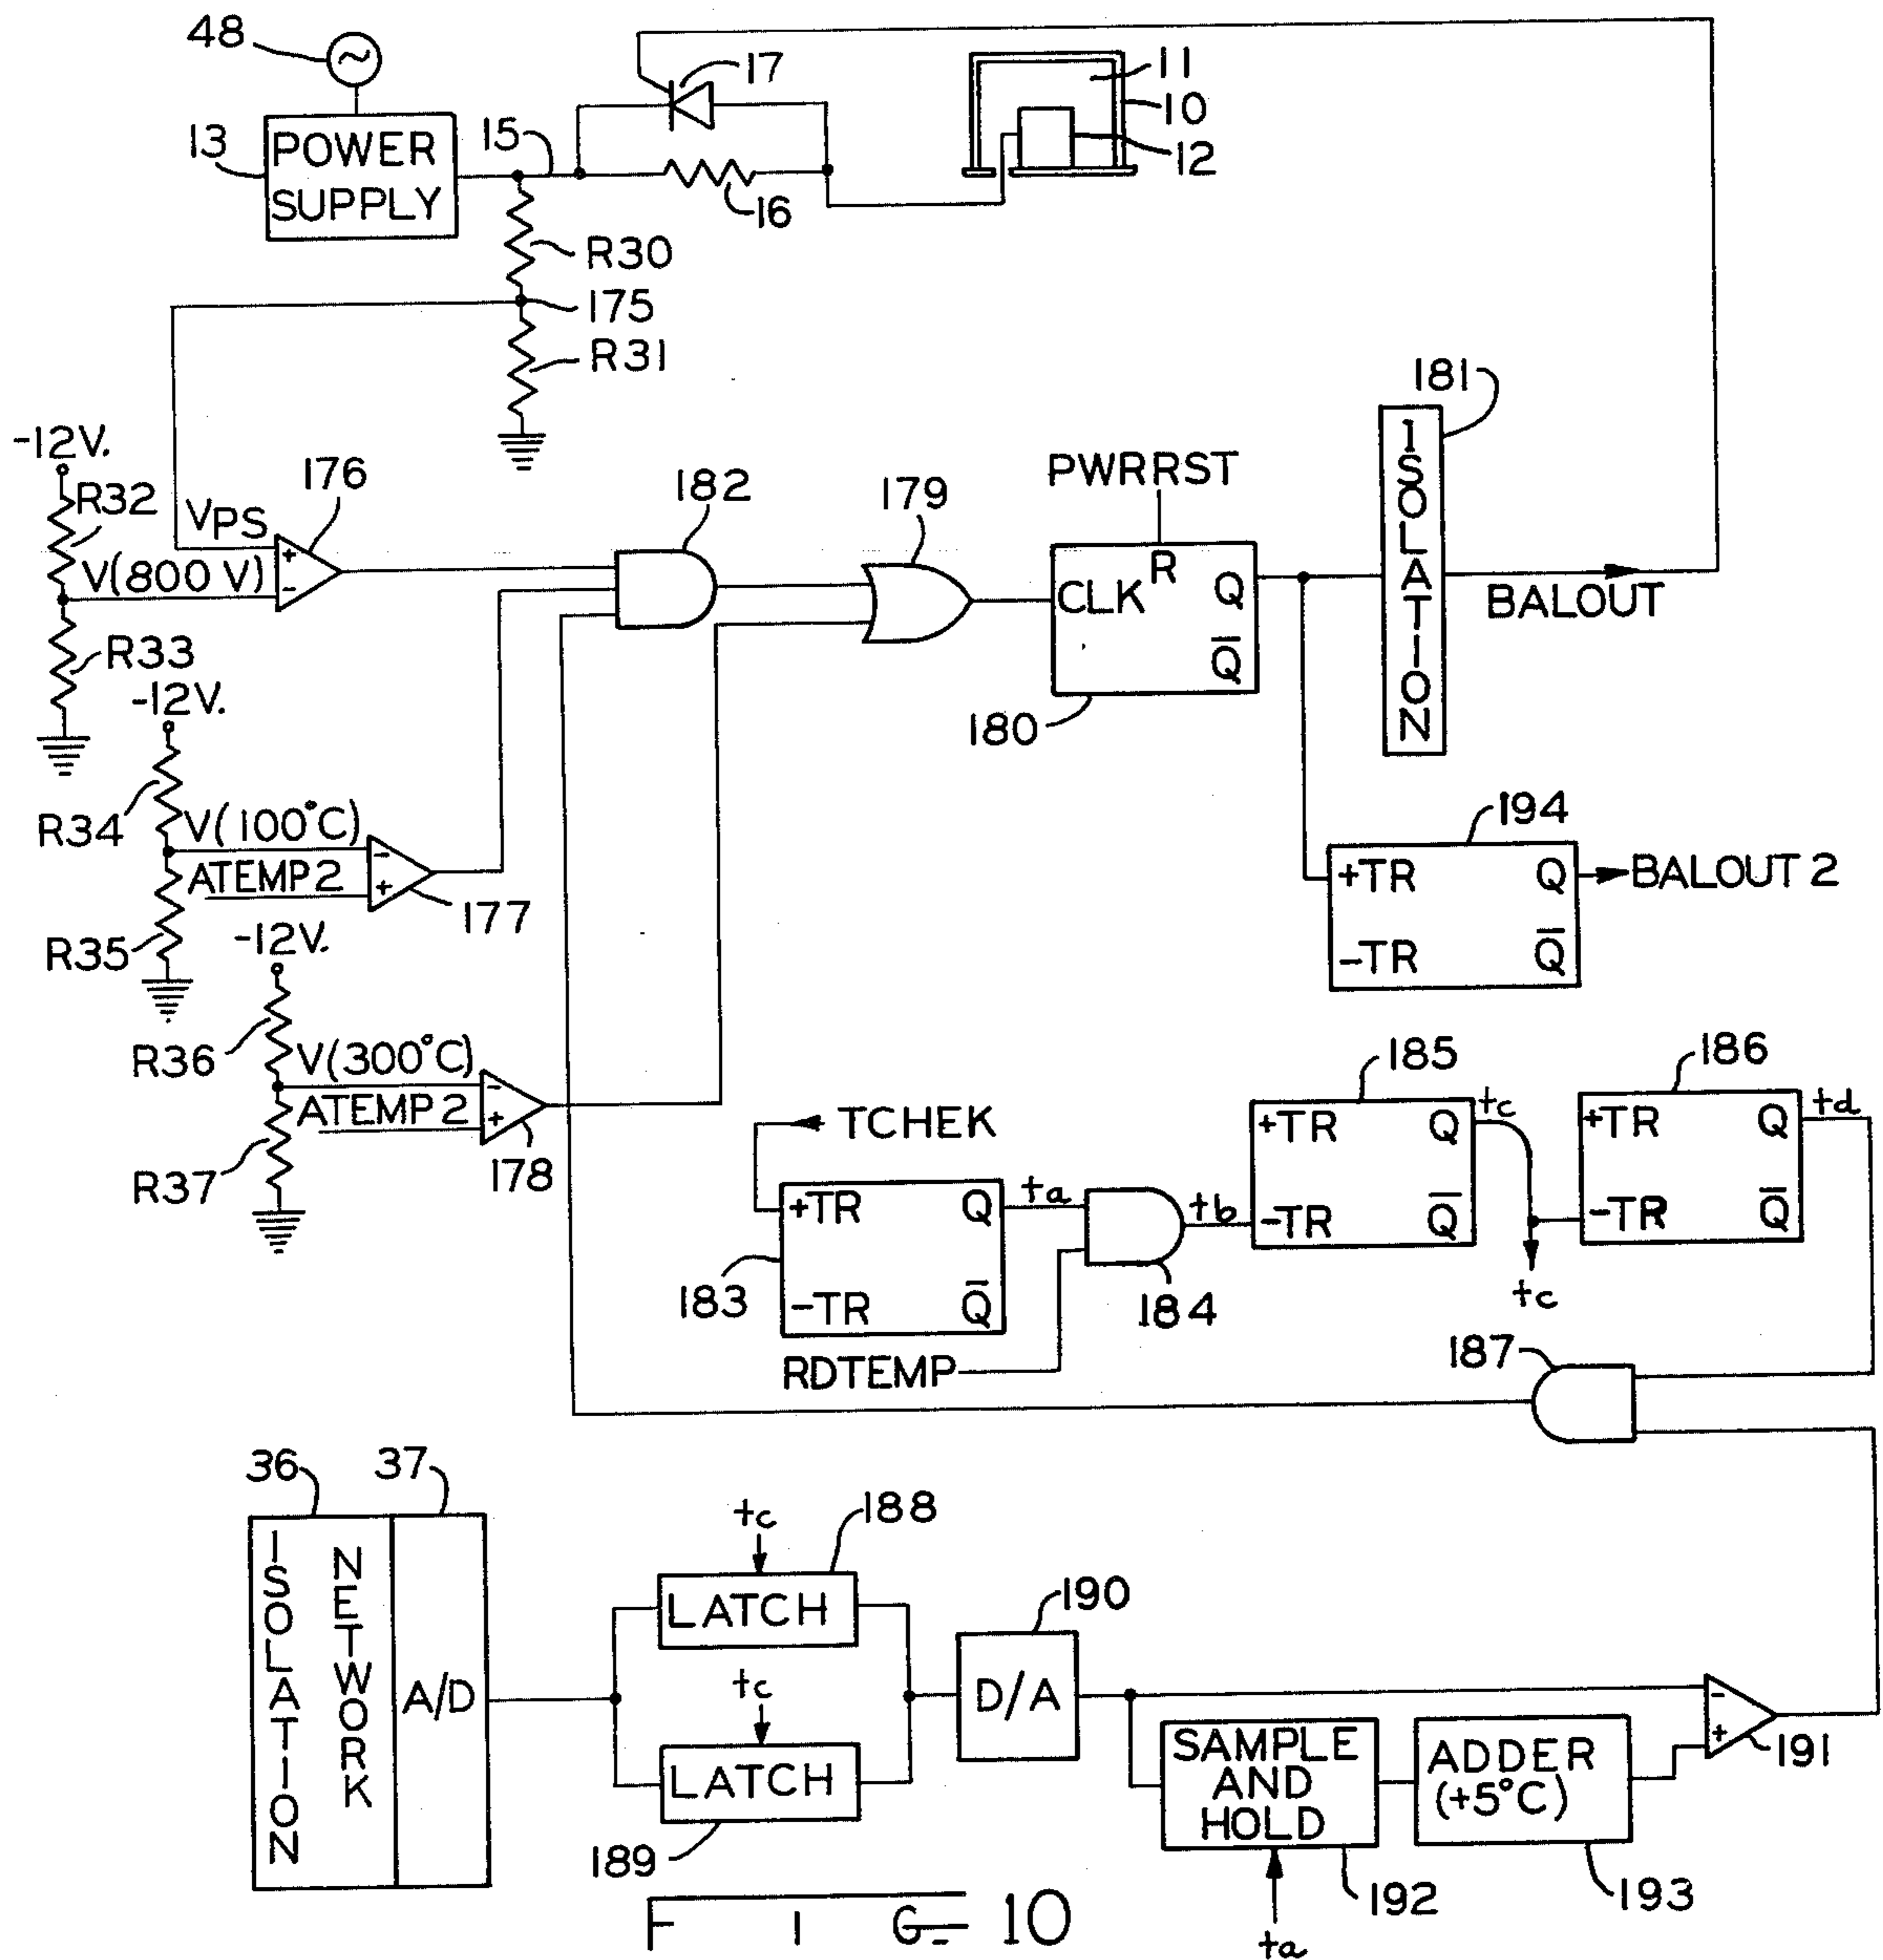 48
17
11
10
12
13
POWER
SUPPLY
15
16
R30
175
R31
181
ISOLATION
-12V.
R32
VPS
176
182
179
PWRRST
V(800 V)
+
-
CLK
R
Q
Q̅
BALOUT
R33
180
-12V.
R34
V(100°C)
-
ATEMP2
+
177
R35
194
+TR
Q
BALOUT 2
-TR
Q̅
-12V.
R36
V(300°C)
-
ATEMP2
+
178
R37
TCHEK
183
+TR
Q
ta
-TR
Q̅
RDTEMP
184
tb
185
+TR
Q
tc
-TR
Q̅
tc
186
+TR
Q
td
-TR
Q̅
187
36
37
ISOLATION
NETWORK
A/D
tc
188
LATCH
tc
LATCH
189
190
D/A
SAMPLE
AND
HOLD
192
ta
ADDER
(+5°C)
193
-
+
191
FIG_10